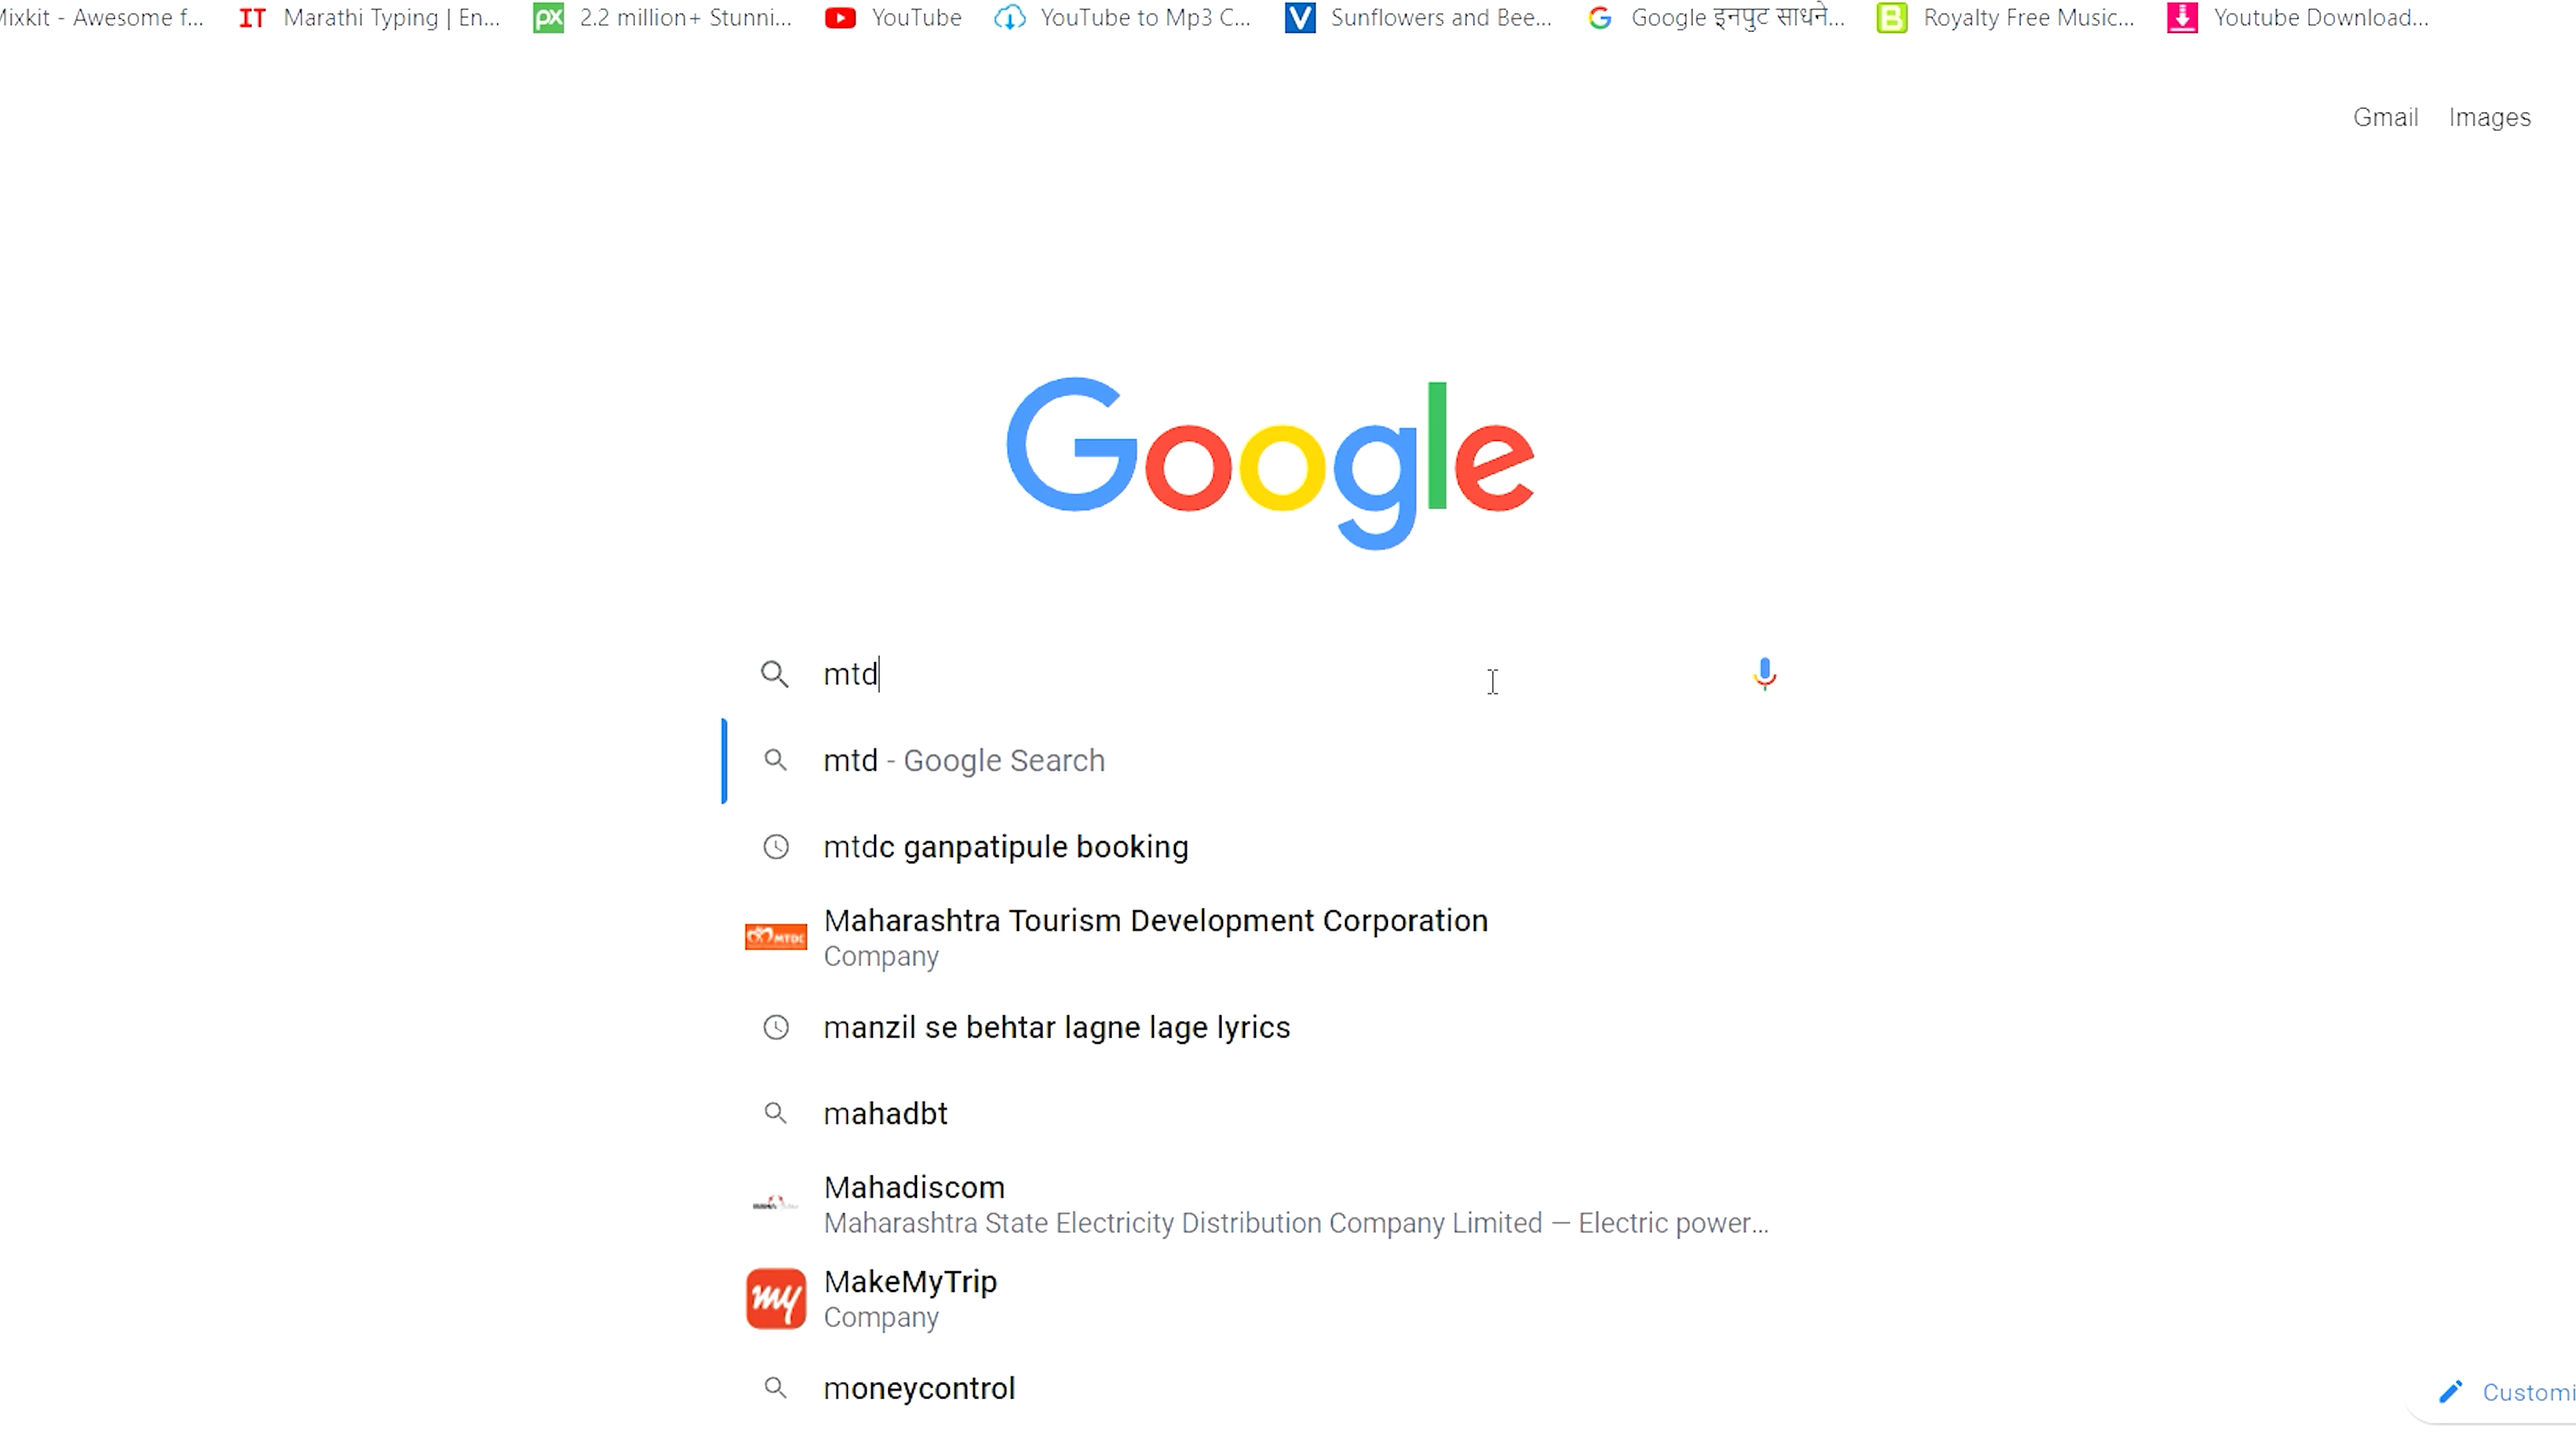 Mixkit - Awesome f...
IT Marathi Typing | En...
px 2.2 million+ Stunni...
YouTube
YouTube to Mp3 C...
V Sunflowers and Bee...
G Google इनपुट साधने...
B Royalty Free Music...
Youtube Download...
Gmail Images
Google
mtd
mtd - Google Search
mtdc ganpatipule booking
MTDC
Maharashtra Tourism Development Corporation
Company
manzil se behtar lagne lage lyrics
mahadbt
Mahadiscom
Maharashtra State Electricity Distribution Company Limited — Electric power...
my
MakeMyTrip
Company
moneycontrol
Customi